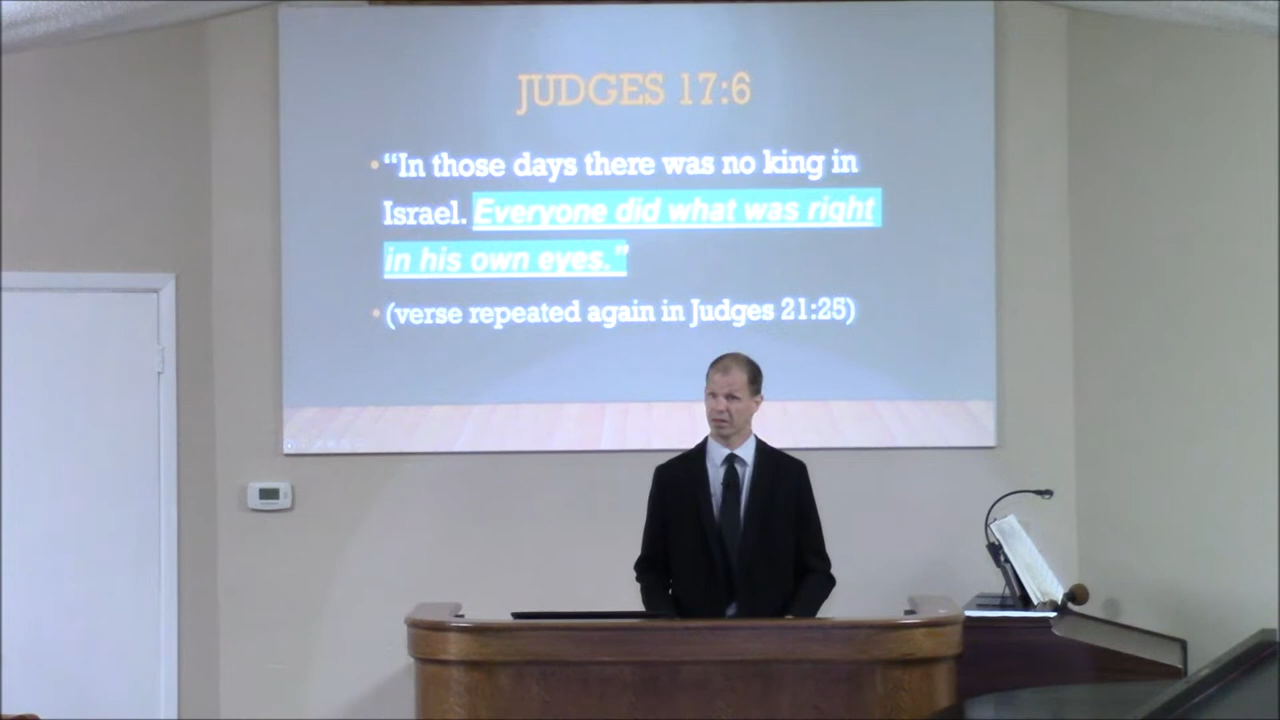 JUDGES 17:6
•“In those days there was no king in
Israel. Everyone did what was right
in his own eyes.”
•(verse repeated again in Judges 21:25)